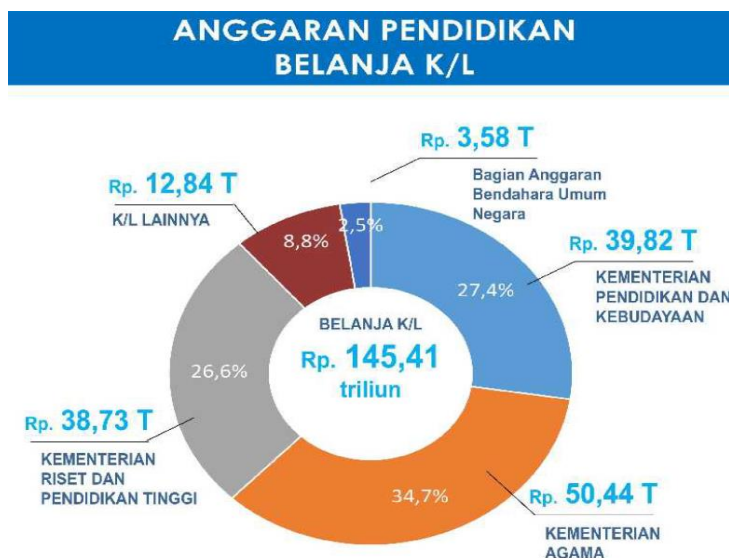 ANGGARAN PENDIDIKAN
BELANJA K/L
Rp. 3,58 T
Bagian Anggaran
Bendahara Umum
Negara
Rp. 12,84 T
K/L LAINNYA
8,8%
2,5%
Rp. 39,82 T
KEMENTERIAN
PENDIDIKAN DAN
KEBUDAYAAN
27,4%
BELANJA K/L
Rp. 145,41
triliun
26,6%
Rp. 38,73 T
KEMENTERIAN
RISET DAN
PENDIDIKAN TINGGI
34,7%
Rp. 50,44 T
KEMENTERIAN
AGAMA